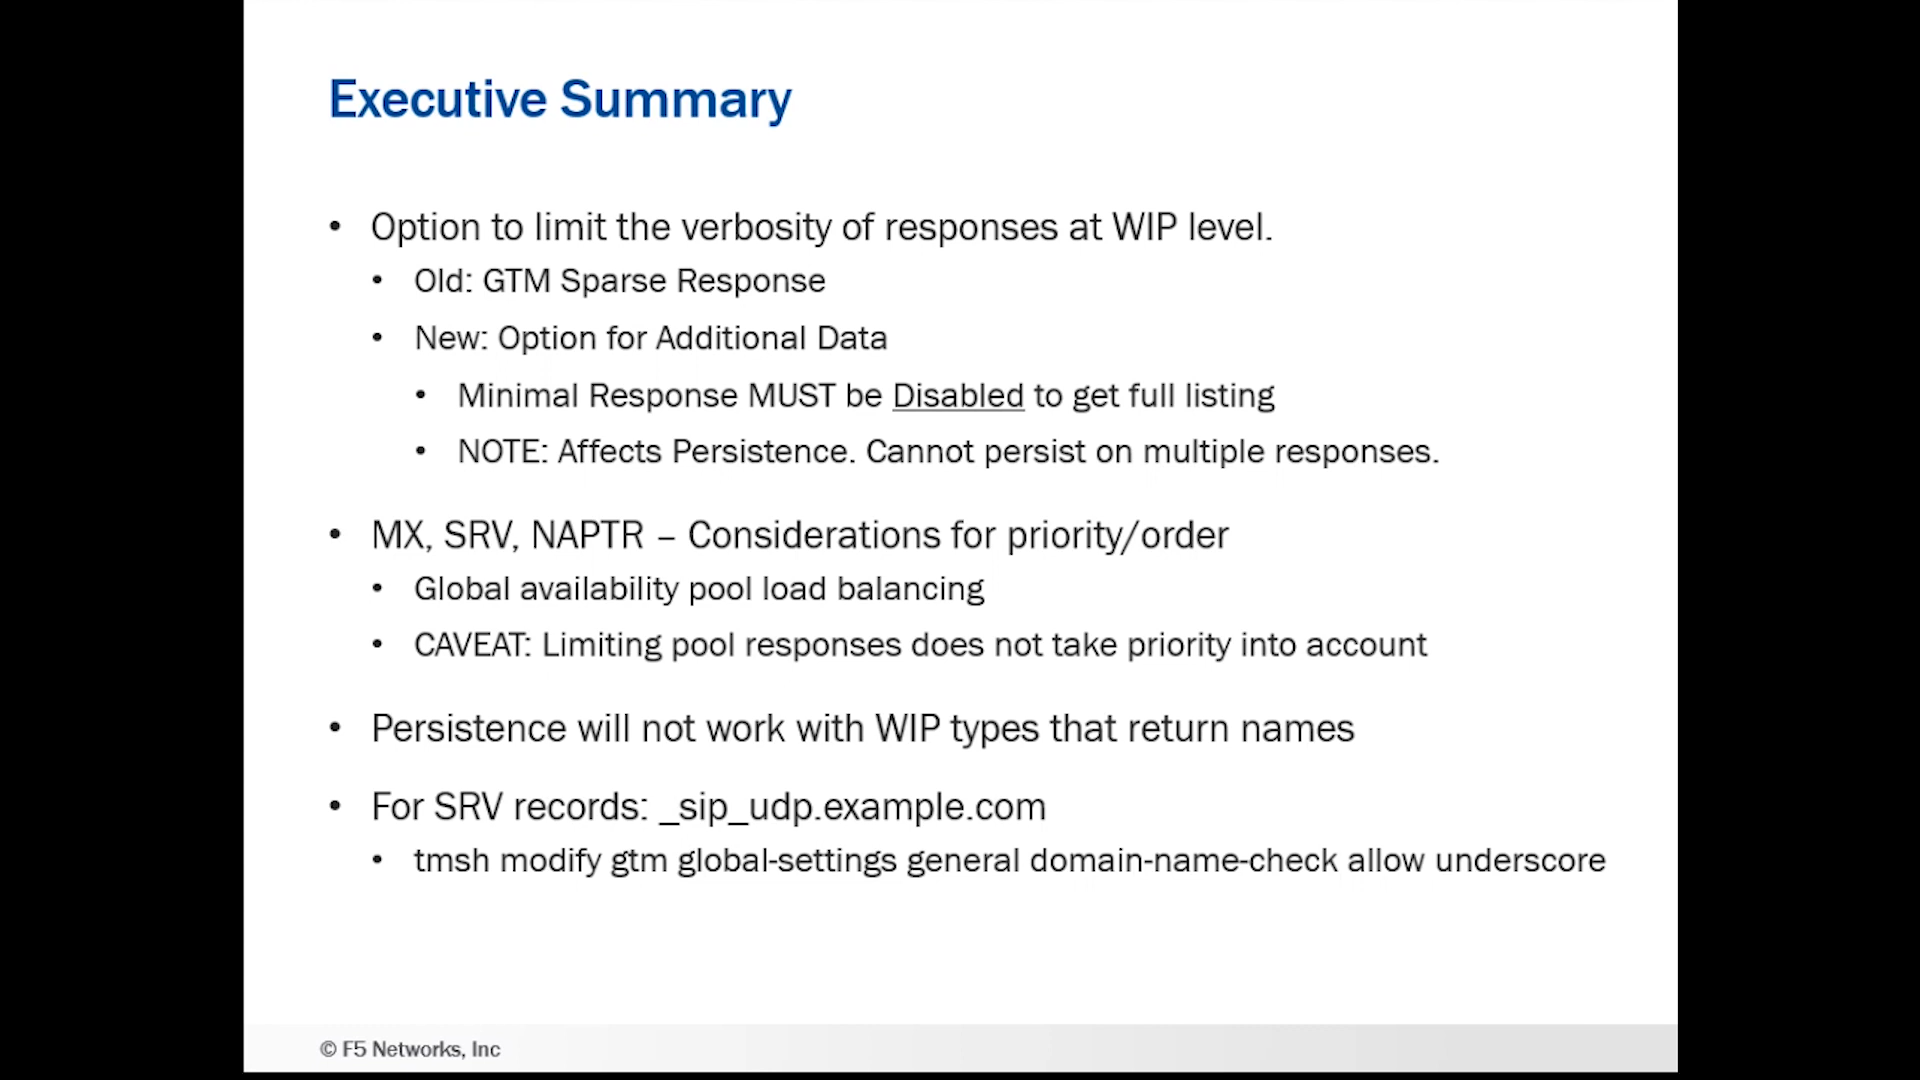 Executive Summary
• Option to limit the verbosity of responses at WIP level.
• Old: GTM Sparse Response
• New: Option for Additional Data
• Minimal Response MUST be Disabled to get full listing
• NOTE: Affects Persistence. Cannot persist on multiple responses.
• MX, SRV, NAPTR – Considerations for priority/order
• Global availability pool load balancing
• CAVEAT: Limiting pool responses does not take priority into account
• Persistence will not work with WIP types that return names
• For SRV records: _sip_udp.example.com
• tmsh modify gtm global-settings general domain-name-check allow underscore
© F5 Networks, Inc